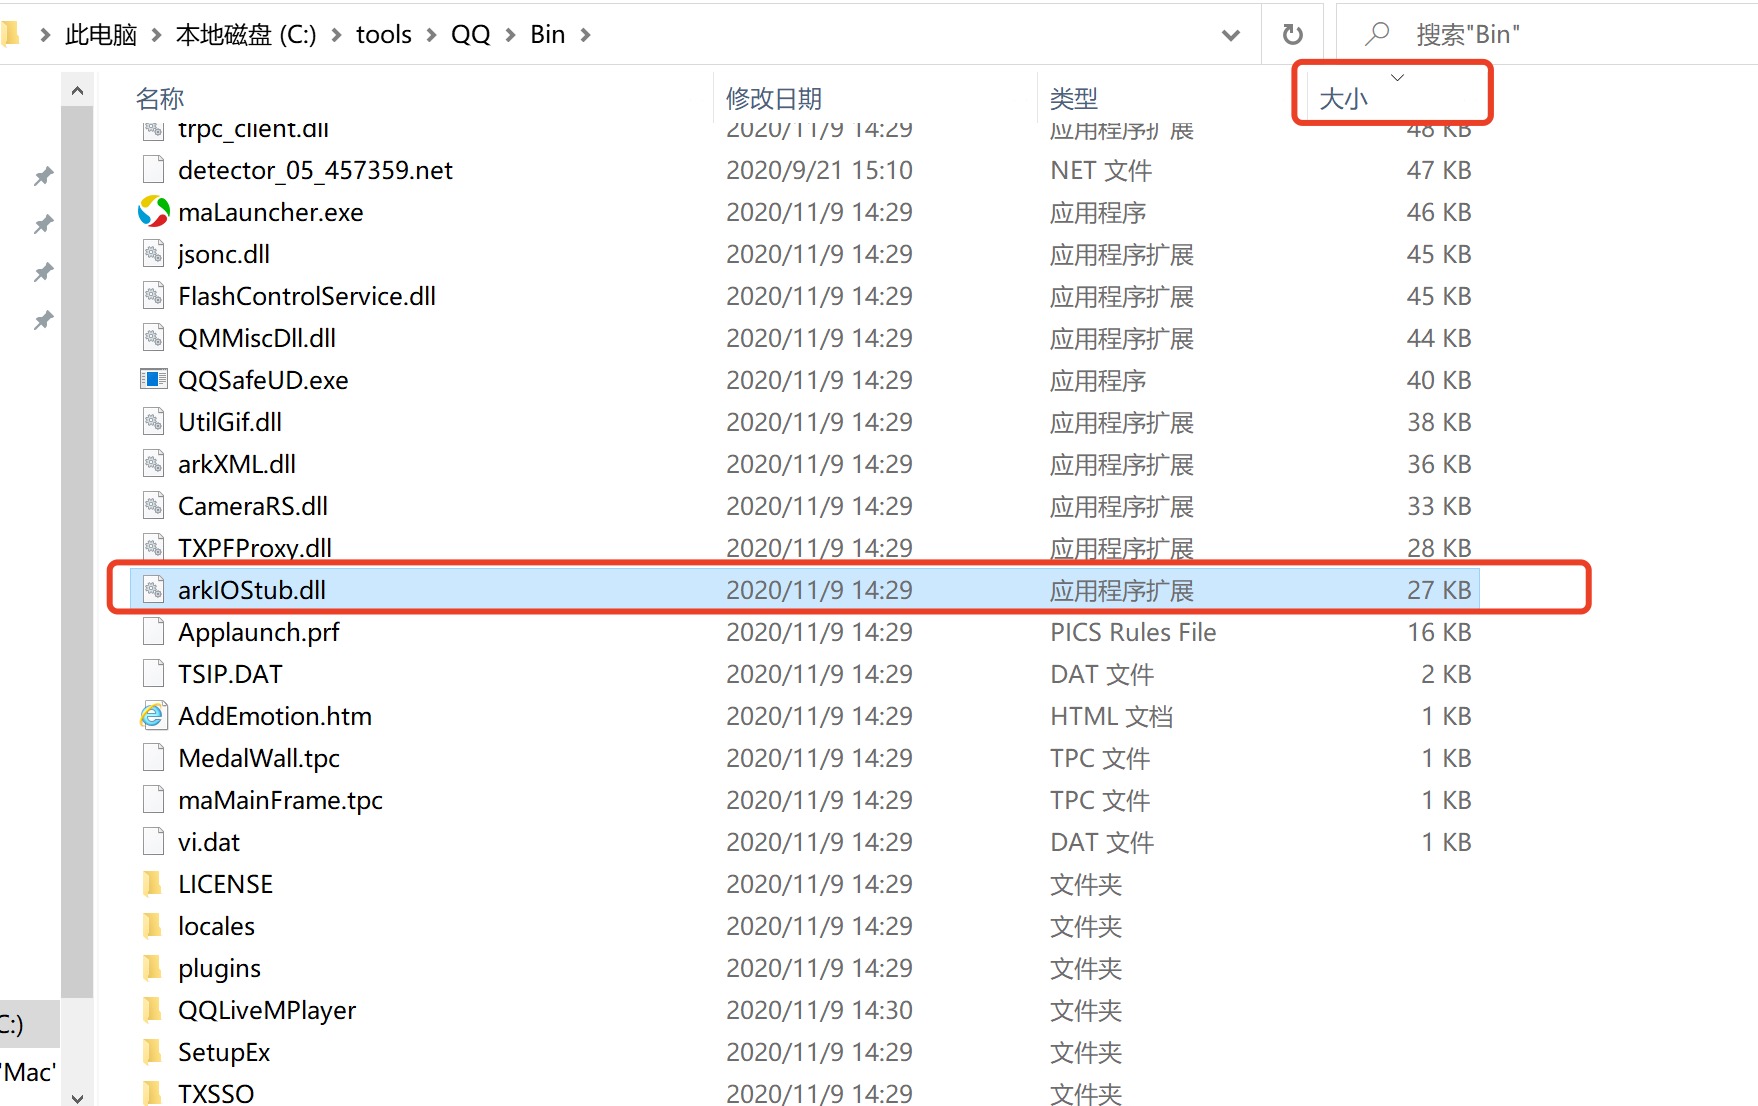 此电脑 本地磁盘 (C:) tools QQ Bin 搜索"Bin"
名称 修改日期 类型 大小
trpc_client.dll 2020/11/9 14:29 应用程序扩展 48 KB
detector_05_457359.net 2020/9/21 15:10 NET 文件 47 KB
maLauncher.exe 2020/11/9 14:29 应用程序 46 KB
jsonc.dll 2020/11/9 14:29 应用程序扩展 45 KB
FlashControlService.dll 2020/11/9 14:29 应用程序扩展 45 KB
QMMiscDll.dll 2020/11/9 14:29 应用程序扩展 44 KB
QQSafeUD.exe 2020/11/9 14:29 应用程序 40 KB
UtilGif.dll 2020/11/9 14:29 应用程序扩展 38 KB
arkXML.dll 2020/11/9 14:29 应用程序扩展 36 KB
CameraRS.dll 2020/11/9 14:29 应用程序扩展 33 KB
TXPFProxy.dll 2020/11/9 14:29 应用程序扩展 28 KB
arkIOStub.dll 2020/11/9 14:29 应用程序扩展 27 KB
Applaunch.prf 2020/11/9 14:29 PICS Rules File 16 KB
TSIP.DAT 2020/11/9 14:29 DAT 文件 2 KB
AddEmotion.htm 2020/11/9 14:29 HTML 文档 1 KB
MedalWall.tpc 2020/11/9 14:29 TPC 文件 1 KB
maMainFrame.tpc 2020/11/9 14:29 TPC 文件 1 KB
vi.dat 2020/11/9 14:29 DAT 文件 1 KB
LICENSE 2020/11/9 14:29 文件夹
locales 2020/11/9 14:29 文件夹
plugins 2020/11/9 14:29 文件夹
QQLiveMPlayer 2020/11/9 14:30 文件夹
C:)
SetupEx 2020/11/9 14:29 文件夹
'Mac'
TXSSO 2020/11/9 14:29 文件夹